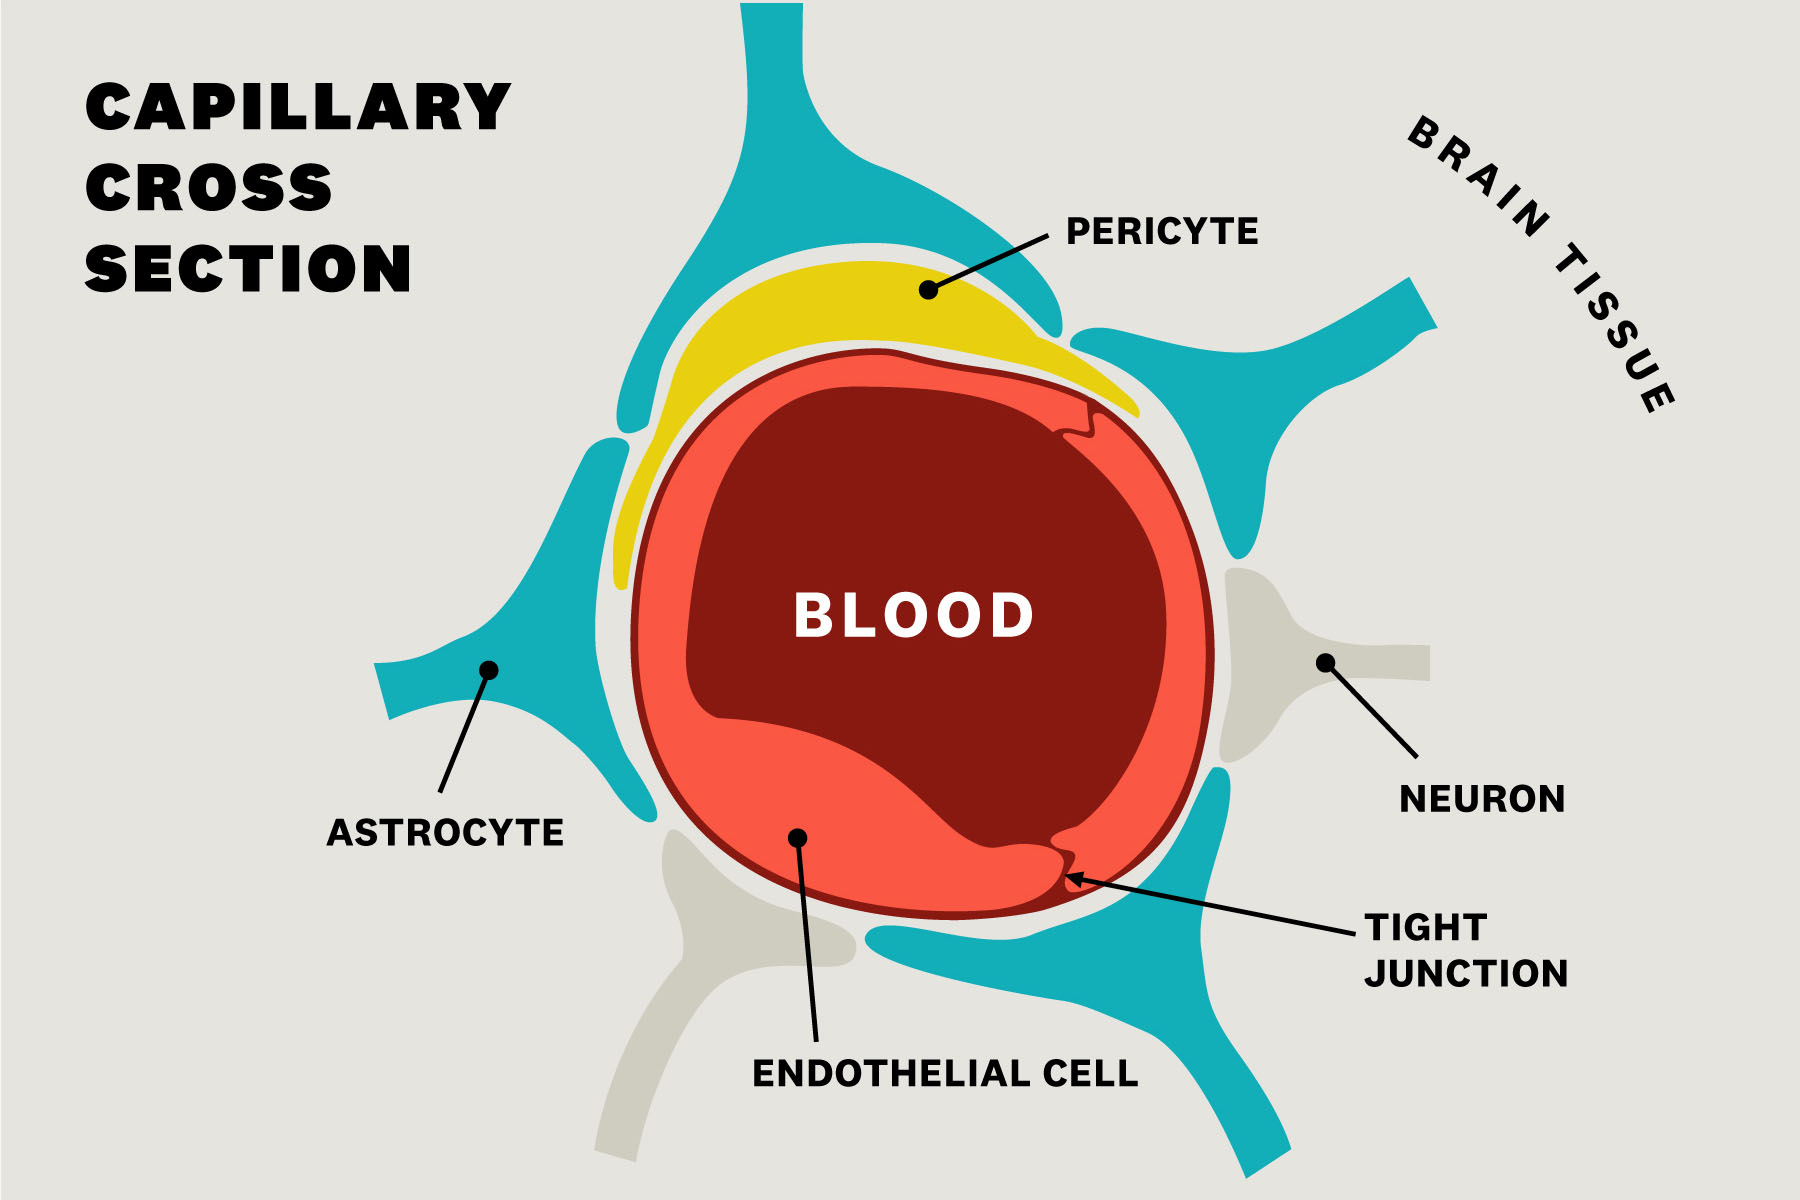 CAPILLARY
CROSS
SECTION
BRAIN TISSUE
PERICYTE
BLOOD
NEURON
ASTROCYTE
TIGHT
JUNCTION
ENDOTHELIAL CELL